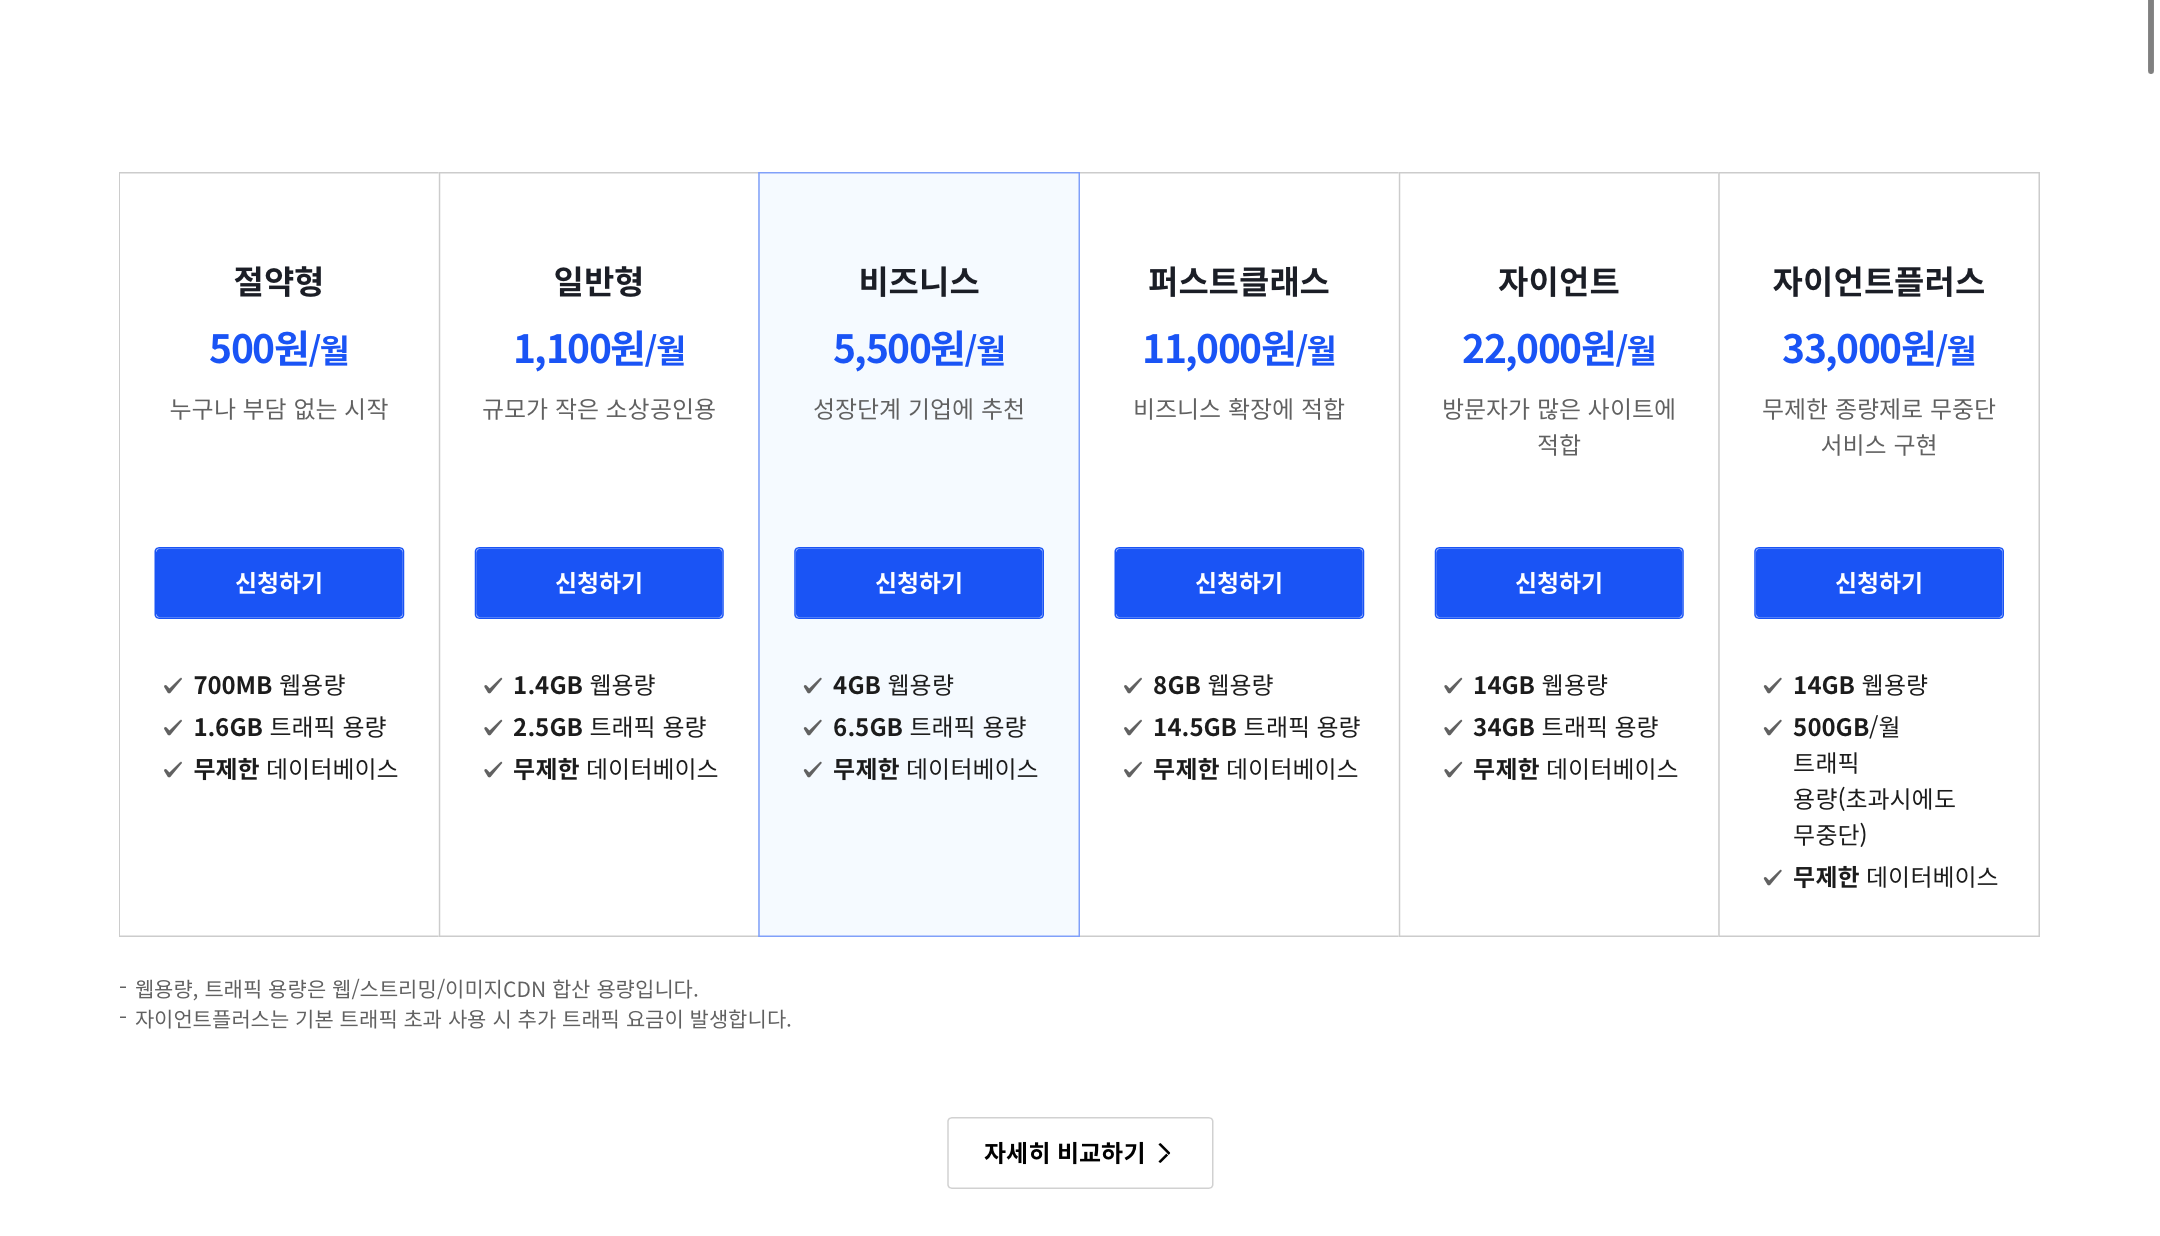 절약형
500원/월
누구나 부담 없는 시작
신청하기
700MB 웹용량
1.6GB 트래픽 용량
무제한 데이터베이스
일반형
1,100원/월
규모가 작은 소상공인용
신청하기
1.4GB 웹용량
2.5GB 트래픽 용량
무제한 데이터베이스
비즈니스
5,500원/월
성장단계 기업에 추천
신청하기
4GB 웹용량
6.5GB 트래픽 용량
무제한 데이터베이스
퍼스트클래스
11,000원/월
비즈니스 확장에 적합
신청하기
8GB 웹용량
14.5GB 트래픽 용량
무제한 데이터베이스
자이언트
22,000원/월
방문자가 많은 사이트에
적합
신청하기
14GB 웹용량
34GB 트래픽 용량
무제한 데이터베이스
자이언트플러스
33,000원/월
무제한 종량제로 무중단
서비스 구현
신청하기
14GB 웹용량
500GB/월
트래픽
용량(초과시에도
무중단)
무제한 데이터베이스
- 웹용량, 트래픽 용량은 웹/스트리밍/이미지CDN 합산 용량입니다.
- 자이언트플러스는 기본 트래픽 초과 사용 시 추가 트래픽 요금이 발생합니다.
자세히 비교하기